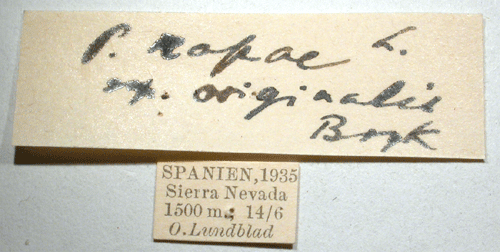 P. rapae L.
originalis
Bryk
SPANIEN, 1935
Sierra Nevada
1500 m.; 14/6
O. Lundblad